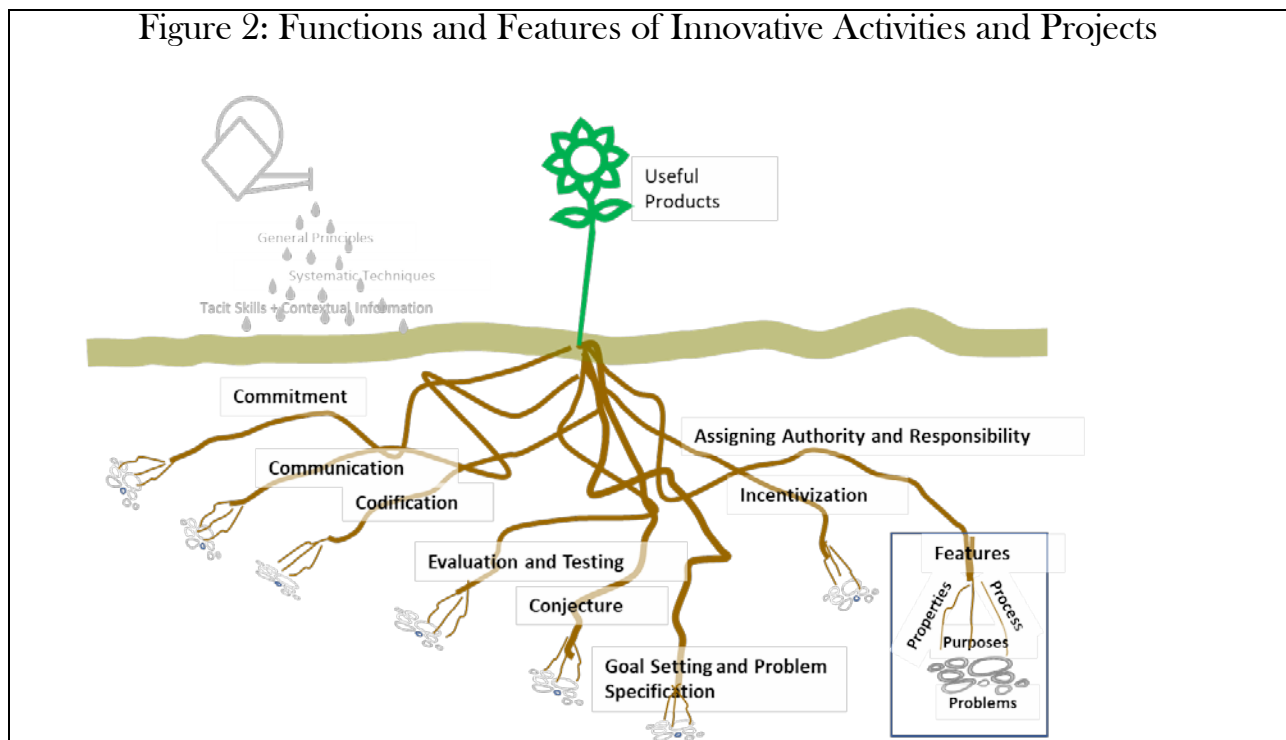 Figure 2: Functions and Features of Innovative Activities and Projects
Useful
Products
General Principles
Systematic Techniques
Tacit Skills + Contextual Information
Commitment
Communication
Codification
Evaluation and Testing
Conjecture
Goal Setting and Problem
Specification
Assigning Authority and Responsibility
Incentivization
Features
Properties
Process
Purposes
Problems